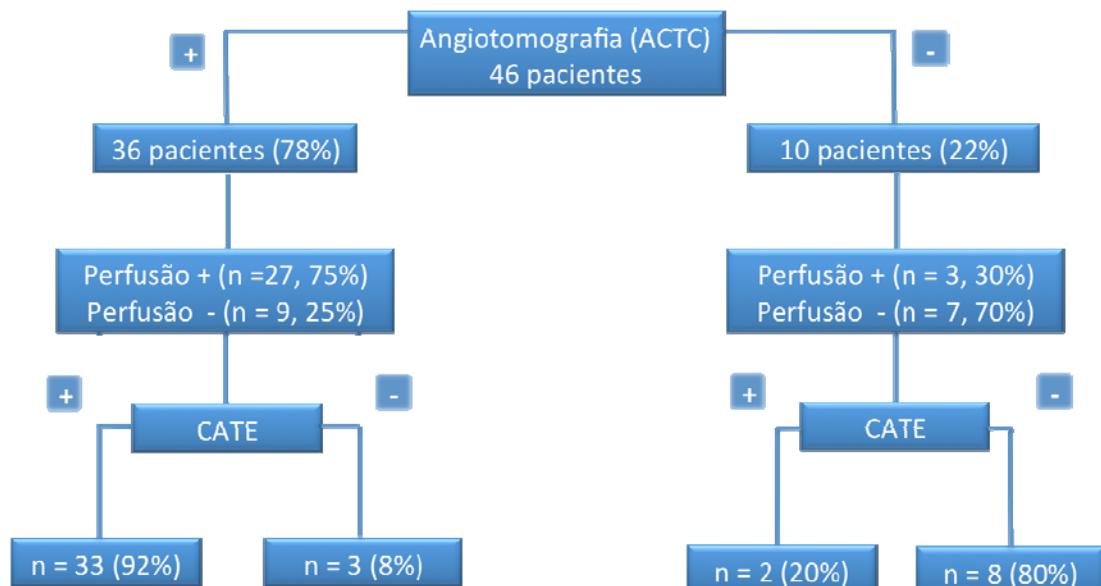 Angiotomografia (ACTC)
46 pacientes
+
-
36 pacientes (78%)
10 pacientes (22%)
Perfusão + (n =27, 75%)
Perfusão - (n = 9, 25%)
Perfusão + (n = 3, 30%)
Perfusão - (n = 7, 70%)
+
-
+
-
CATE
CATE
n = 33 (92%)
n = 3 (8%)
n = 2 (20%)
n = 8 (80%)